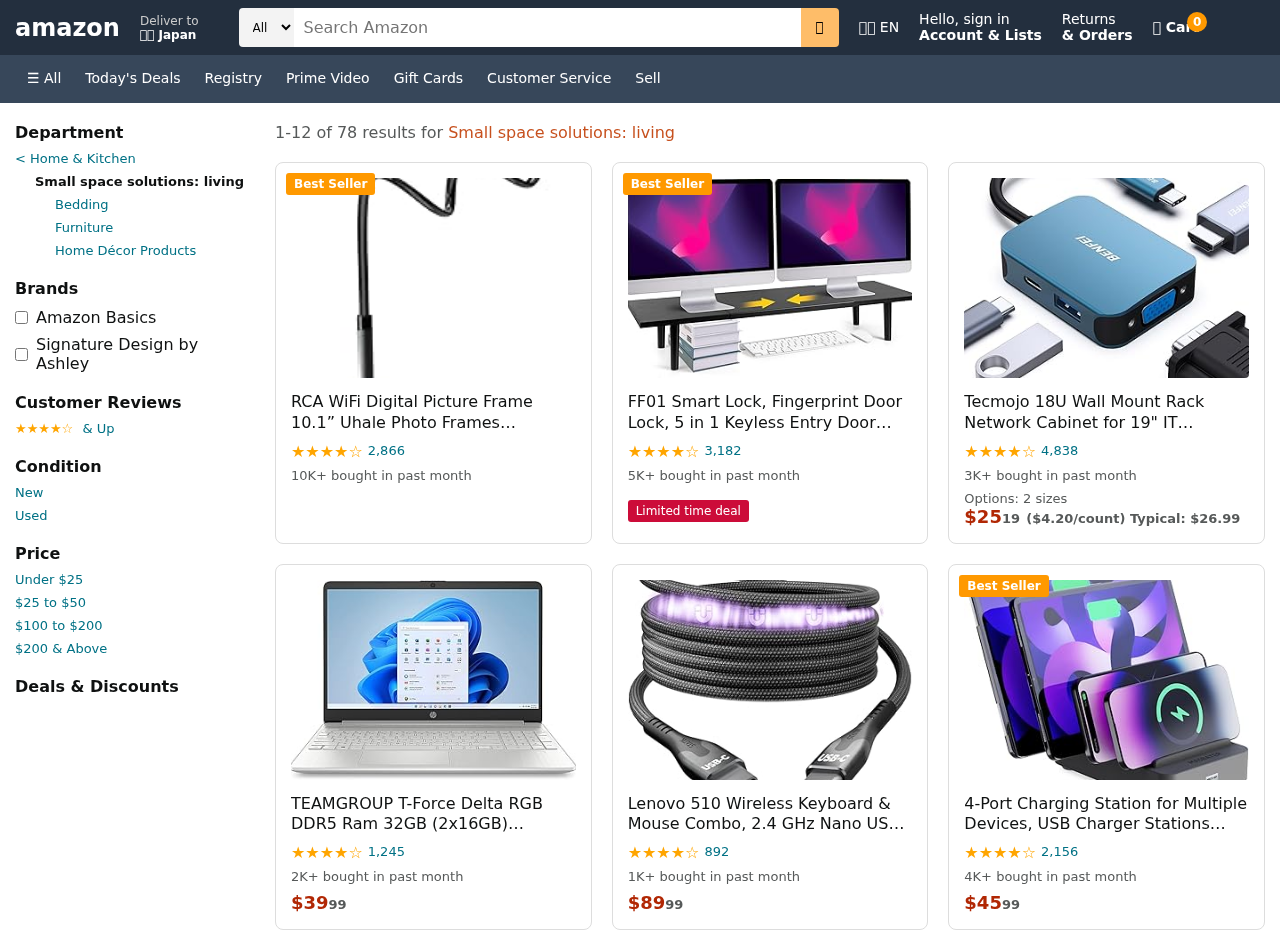 amazon
Deliver to
Japan
All
Search Amazon
EN
Hello, sign in
Account & Lists
Returns
& Orders
0
☰ All
Today's Deals
Registry
Prime Video
Gift Cards
Customer Service
Sell
Department
< Home & Kitchen
Small space solutions: living
Bedding
Furniture
Home Décor Products
Brands
Amazon Basics
Signature Design by
Ashley
Customer Reviews
★★★★☆ & Up
Condition
New
Used
Price
Under $25
$25 to $50
$100 to $200
$200 & Above
Deals & Discounts
1-12 of 78 results for Small space solutions: living
Best Seller
RCA WiFi Digital Picture Frame
10.1” Uhale Photo Frames…
★★★★☆ 2,866
10K+ bought in past month
Best Seller
FF01 Smart Lock, Fingerprint Door
Lock, 5 in 1 Keyless Entry Door…
★★★★☆ 3,182
5K+ bought in past month
Limited time deal
BENFEI
Tecmojo 18U Wall Mount Rack
Network Cabinet for 19" IT…
★★★★☆ 4,838
3K+ bought in past month
Options: 2 sizes
$25 19 ($4.20/count) Typical: $26.99
TEAMGROUP T-Force Delta RGB
DDR5 Ram 32GB (2x16GB)…
★★★★☆ 1,245
2K+ bought in past month
$39 99
USB-C
USB-C
Lenovo 510 Wireless Keyboard &
Mouse Combo, 2.4 GHz Nano US…
★★★★☆ 892
1K+ bought in past month
$89 99
Best Seller
4-Port Charging Station for Multiple
Devices, USB Charger Stations…
★★★★☆ 2,156
4K+ bought in past month
$45 99